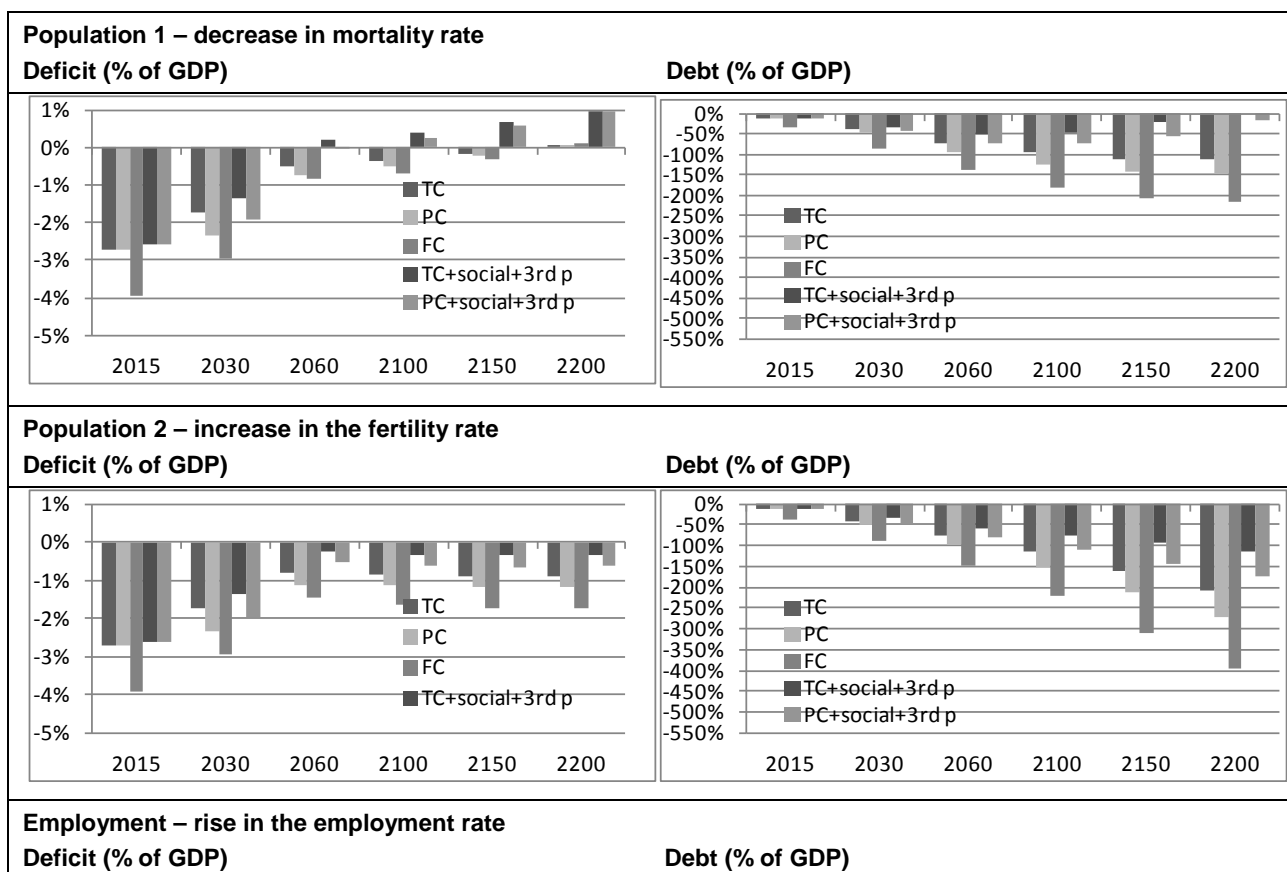 Population 1 – decrease in mortality rate
Deficit (% of GDP)
Debt (% of GDP)
1%
0%
-1%
-2%
-3%
-4%
-5%
TC
PC
FC
TC+social+3rd p
PC+social+3rd p
2015 2030 2060 2100 2150 2200
0%
-50%
-100%
-150%
-200%
-250%
-300%
-350%
-400%
-450%
-500%
-550%
TC
PC
FC
TC+social+3rd p
PC+social+3rd p
2015 2030 2060 2100 2150 2200
Population 2 – increase in the fertility rate
Deficit (% of GDP)
Debt (% of GDP)
1%
0%
-1%
-2%
-3%
-4%
-5%
TC
PC
FC
TC+social+3rd p
2015 2030 2060 2100 2150 2200
0%
-50%
-100%
-150%
-200%
-250%
-300%
-350%
-400%
-450%
-500%
-550%
TC
PC
FC
TC+social+3rd p
PC+social+3rd p
2015 2030 2060 2100 2150 2200
Employment – rise in the employment rate
Deficit (% of GDP)
Debt (% of GDP)